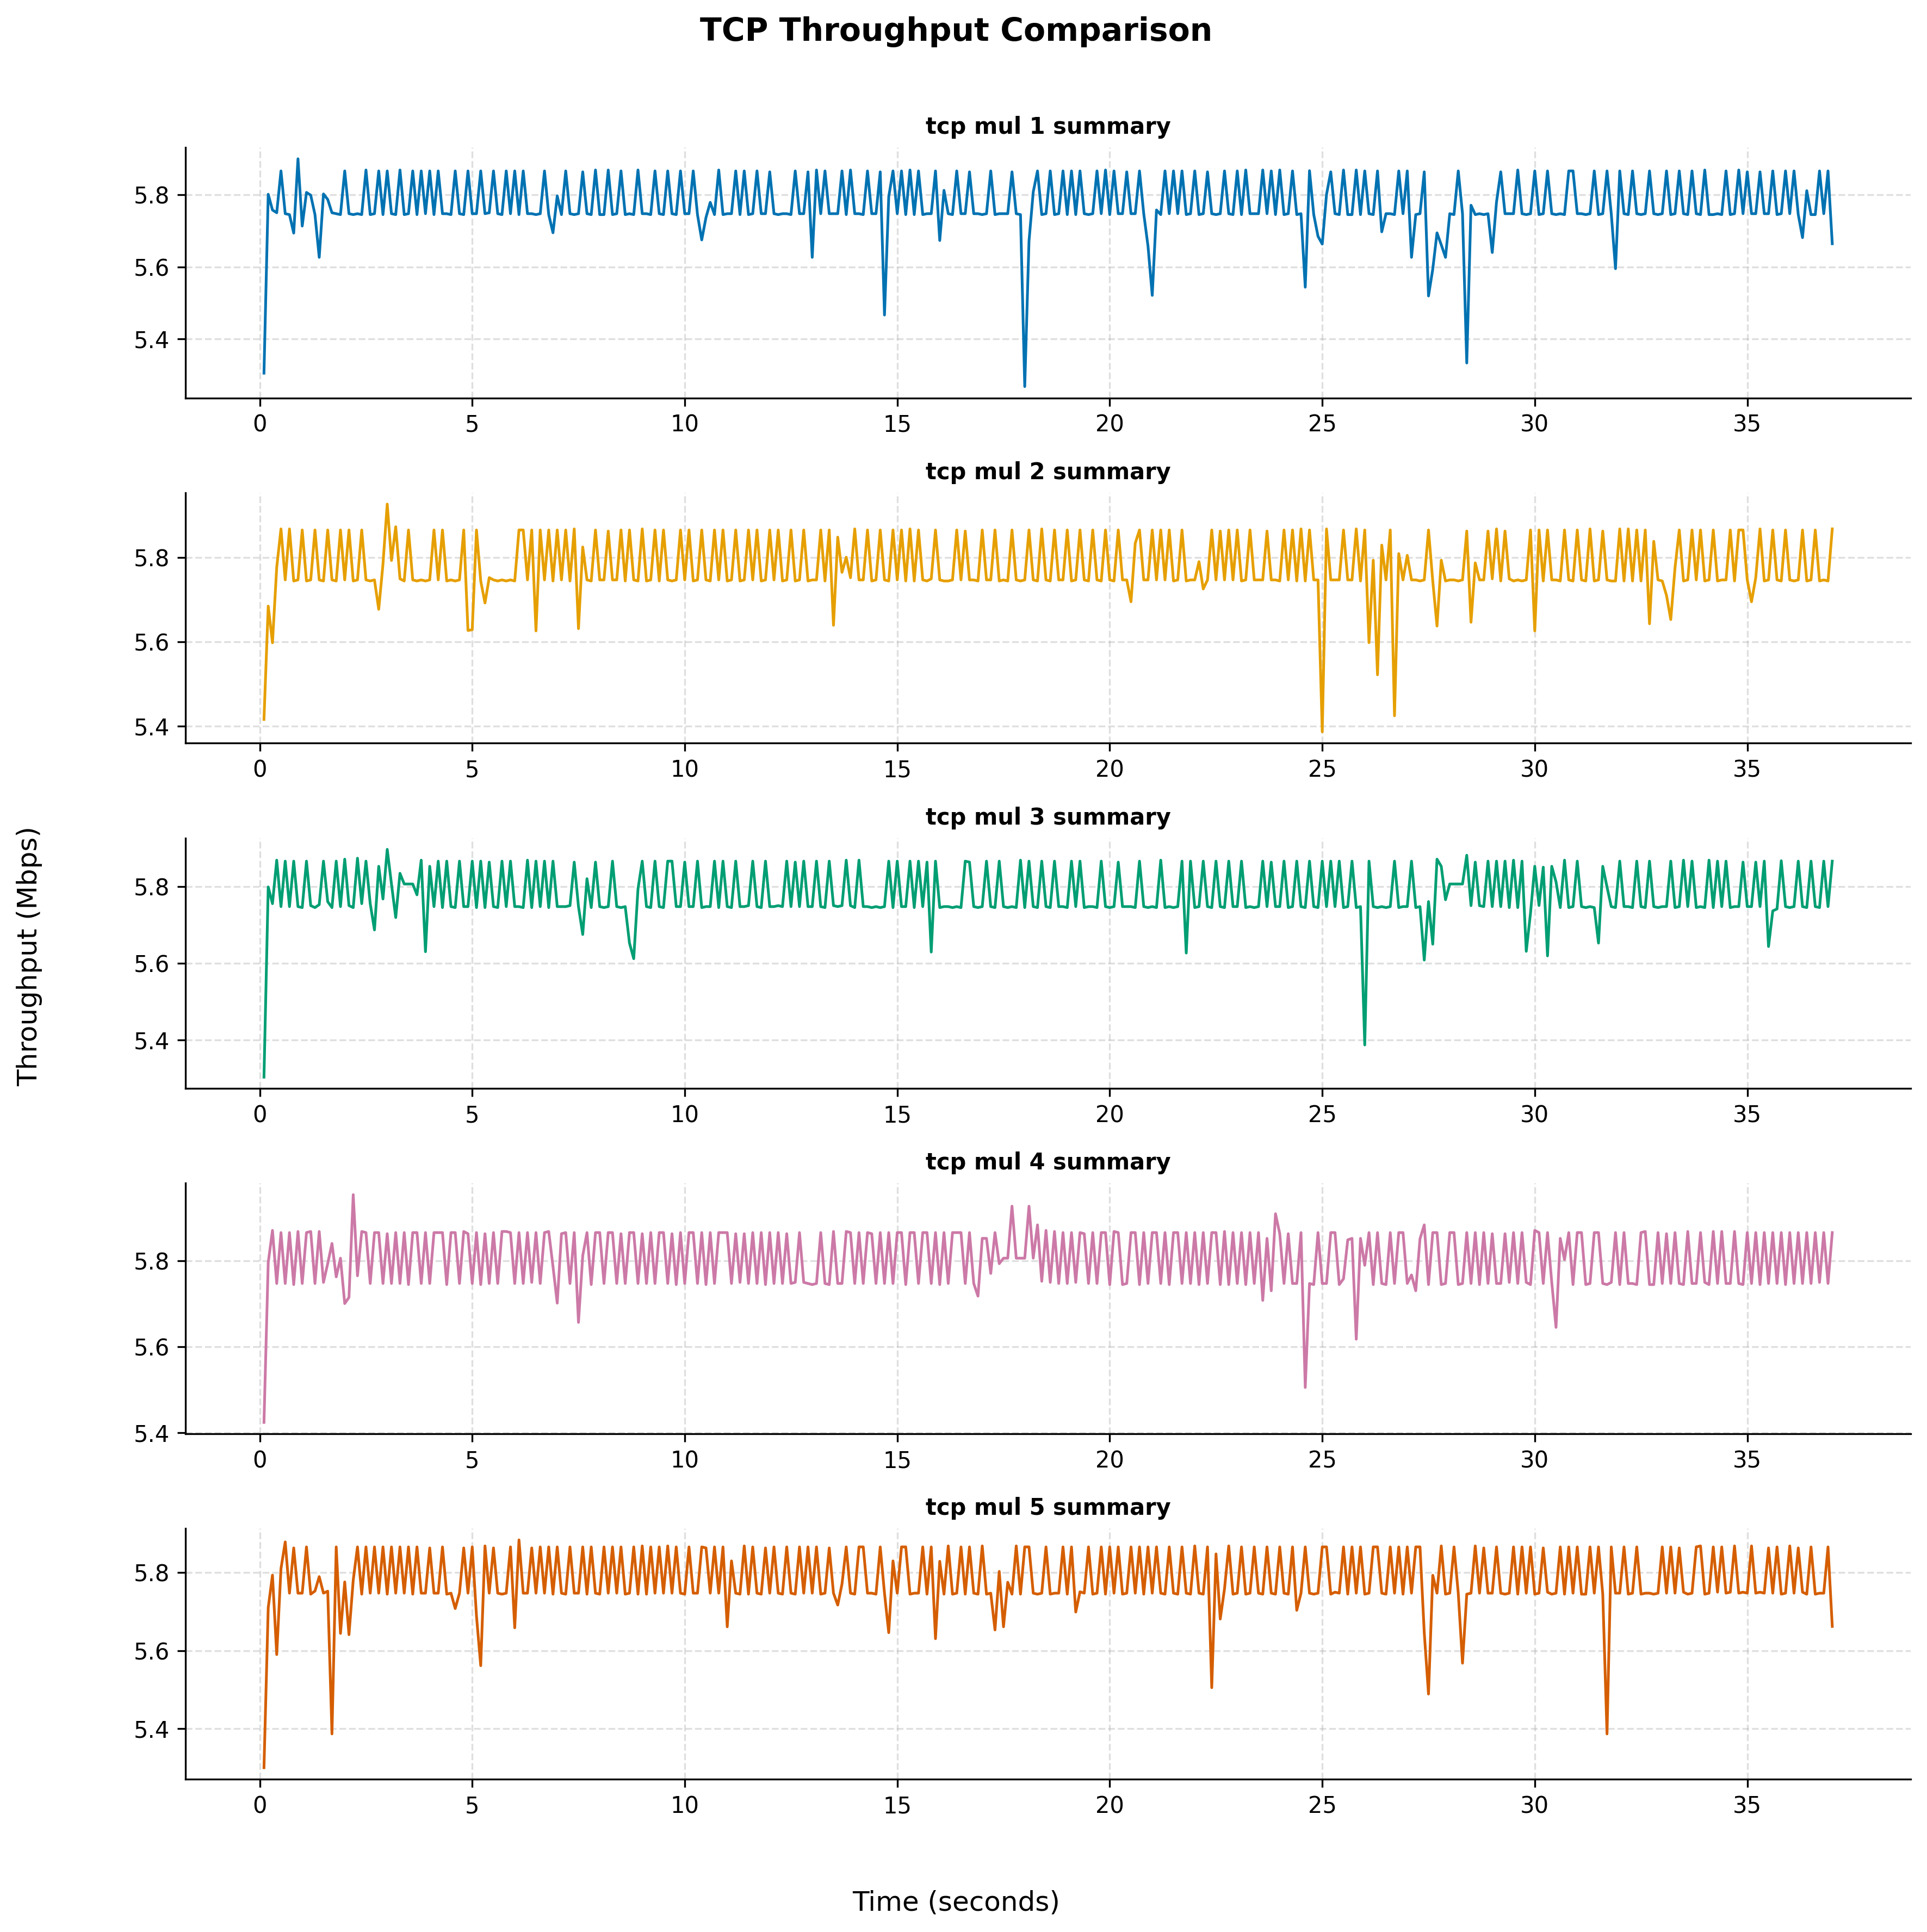 TCP Throughput Comparison
tcp mul 1 summary
5.8
5.6
5.4
0 5 10 15 20 25 30 35
tcp mul 2 summary
5.8
5.6
5.4
0 5 10 15 20 25 30 35
tcp mul 3 summary
5.8
5.6
5.4
0 5 10 15 20 25 30 35
Throughput (Mbps)
tcp mul 4 summary
5.8
5.6
5.4
0 5 10 15 20 25 30 35
tcp mul 5 summary
5.8
5.6
5.4
0 5 10 15 20 25 30 35
Time (seconds)